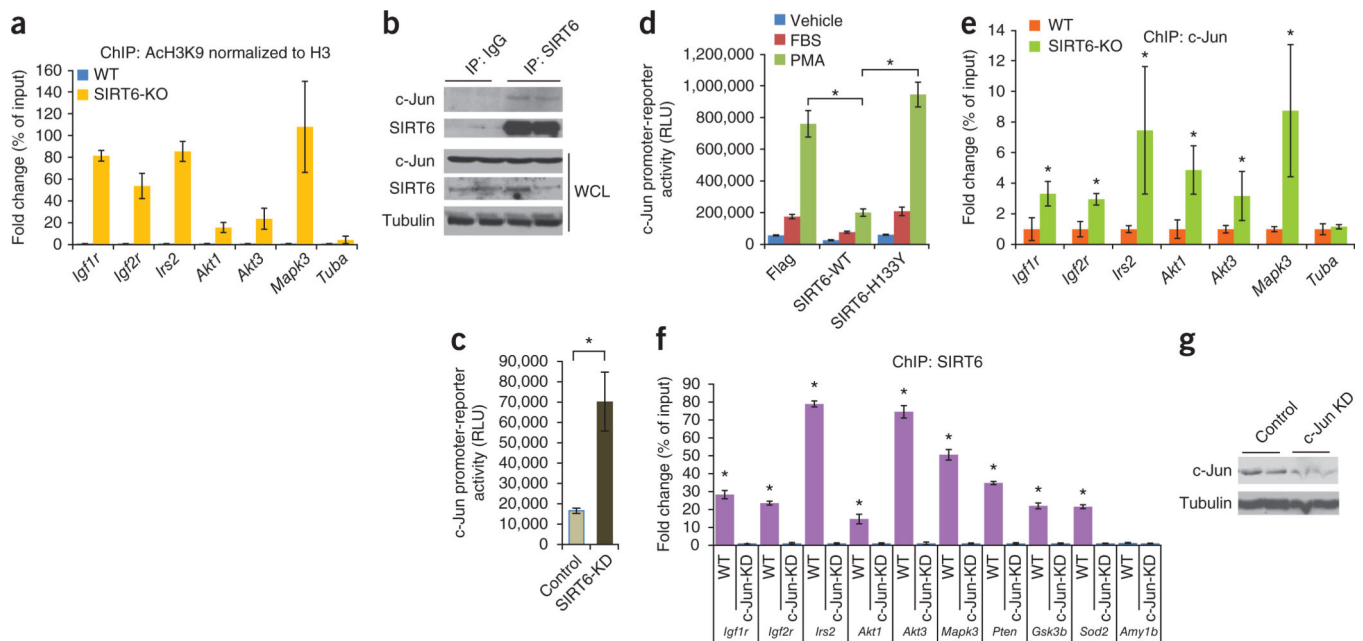 a
ChIP: AcH3K9 normalized to H3
WT
SIRT6-KO
Fold change (% of input)
160
140
120
100
80
60
40
20
0
Igf1r
Igf2r
Irs2
Akt1
Akt3
Mapk3
Tuba
b
IP: IgG
IP: SIRT6
c-Jun
SIRT6
c-Jun
SIRT6
Tubulin
WCL
c
c-Jun promoter-reporter
activity (RLU)
90,000
80,000
70,000
60,000
50,000
40,000
30,000
20,000
10,000
0
*
Control
SIRT6-KD
d
Vehicle
FBS
PMA
c-Jun promoter-reporter
activity (RLU)
1,200,000
1,000,000
800,000
600,000
400,000
200,000
0
*
*
Flag
SIRT6-WT
SIRT6-H133Y
e
WT
SIRT6-KO
ChIP: c-Jun
Fold change (% of input)
14
12
10
8
6
4
2
0
* * * * * *
Igf1r
Igf2r
Irs2
Akt1
Akt3
Mapk3
Tuba
f
ChIP: SIRT6
Fold change (% of input)
90
80
70
60
50
40
30
20
10
0
* * * * * * * * *
WT c-Jun-KD WT c-Jun-KD WT c-Jun-KD WT c-Jun-KD WT c-Jun-KD WT c-Jun-KD WT c-Jun-KD WT c-Jun-KD WT c-Jun-KD WT c-Jun-KD
Igf1r Igf2r Irs2 Akt1 Akt3 Mapk3 Pten Gsk3b Sod2 Amy1b
g
Control
c-Jun KD
c-Jun
Tubulin